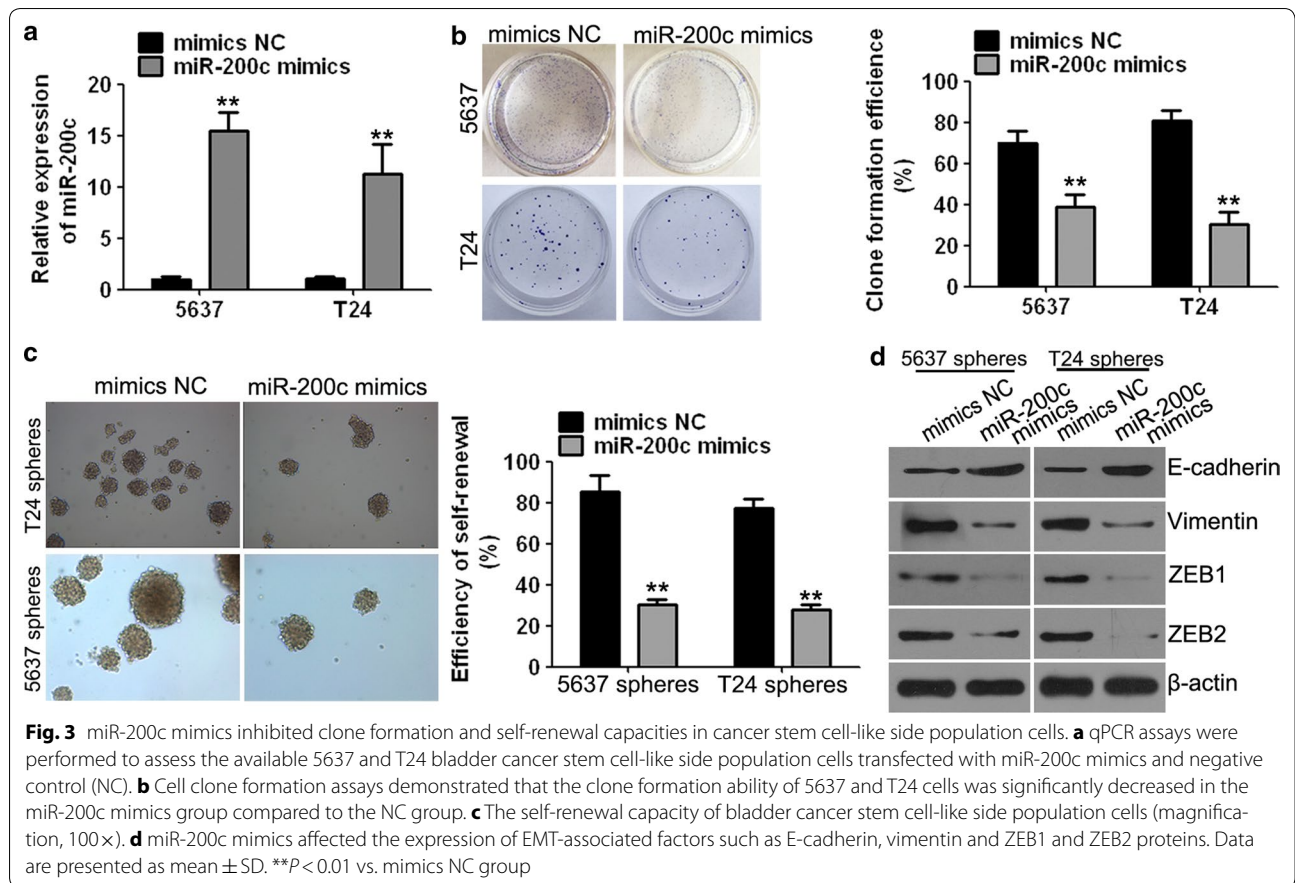 a
mimics NC
miR-200c mimics
Relative expression
of miR-200c
20
15
10
5
0
**
**
5637
T24
b
mimics NC
miR-200c mimics
5637
T24
mimics NC
miR-200c mimics
Clone formation efficience
(%)
100
80
60
40
20
0
**
**
5637
T24
c
mimics NC
miR-200c mimics
T24 spheres
5637 spheres
mimics NC
miR-200c mimics
Efficiency of self-renewal
(%)
100
80
60
40
20
0
**
**
5637 spheres
T24 spheres
d
5637 spheres
T24 spheres
mimics NC
miR-200c
mimics
mimics NC
miR-200c
mimics
E-cadherin
Vimentin
ZEB1
ZEB2
β-actin
Fig. 3 miR-200c mimics inhibited clone formation and self-renewal capacities in cancer stem cell-like side population cells. a qPCR assays were
performed to assess the available 5637 and T24 bladder cancer stem cell-like side population cells transfected with miR-200c mimics and negative
control (NC). b Cell clone formation assays demonstrated that the clone formation ability of 5637 and T24 cells was significantly decreased in the
miR-200c mimics group compared to the NC group. c The self-renewal capacity of bladder cancer stem cell-like side population cells (magnifica-
tion, 100×). d miR-200c mimics affected the expression of EMT-associated factors such as E-cadherin, vimentin and ZEB1 and ZEB2 proteins. Data
are presented as mean ± SD. **P < 0.01 vs. mimics NC group